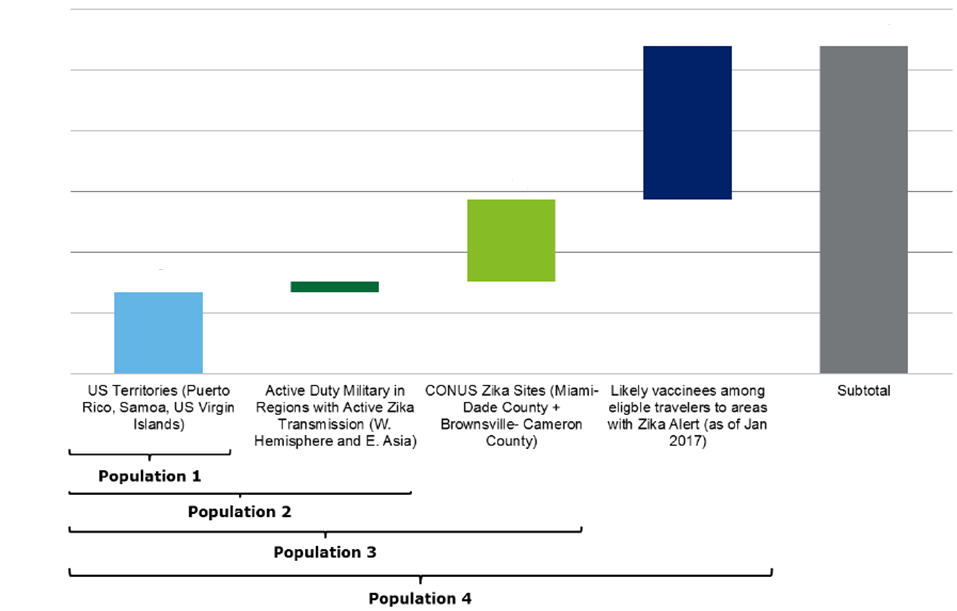 US Territories (Puerto
Rico, Samoa, US Virgin
Islands)
Active Duty Military in
Regions with Active Zika
Transmission (W.
Hemisphere and E. Asia)
CONUS Zika Sites (Miami-
Dade County +
Brownsville- Cameron
County)
Likely vaccinees among
eligble travelers to areas
with Zika Alert (as of Jan
2017)
Subtotal
Population 1
Population 2
Population 3
Population 4